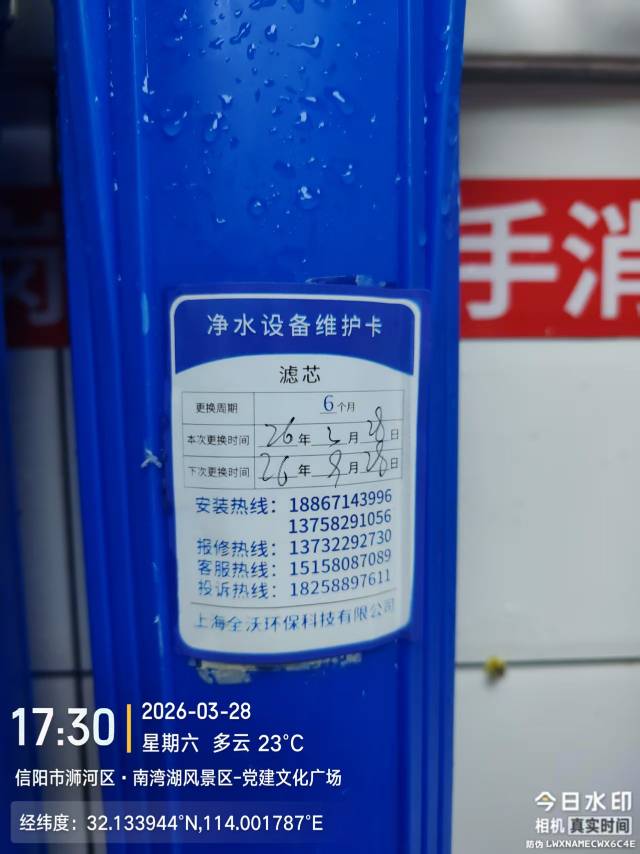 手消
净水设备维护卡
滤芯
更换周期 6个月
本次更换时间 26年2月28日
下次更换时间 26年8月28日
安装热线：18867143996
13758291056
报修热线：13732292730
客服热线：15158087089
投诉热线：18258897611
上海全沃环保科技有限公司
17:30
2026-03-28
星期六 多云 23°C
信阳市浉河区·南湾湖风景区-党建文化广场
经纬度：32.133944°N,114.001787°E
今日水印
相机 真实时间
防伪 LWXNAMECWX6C4E